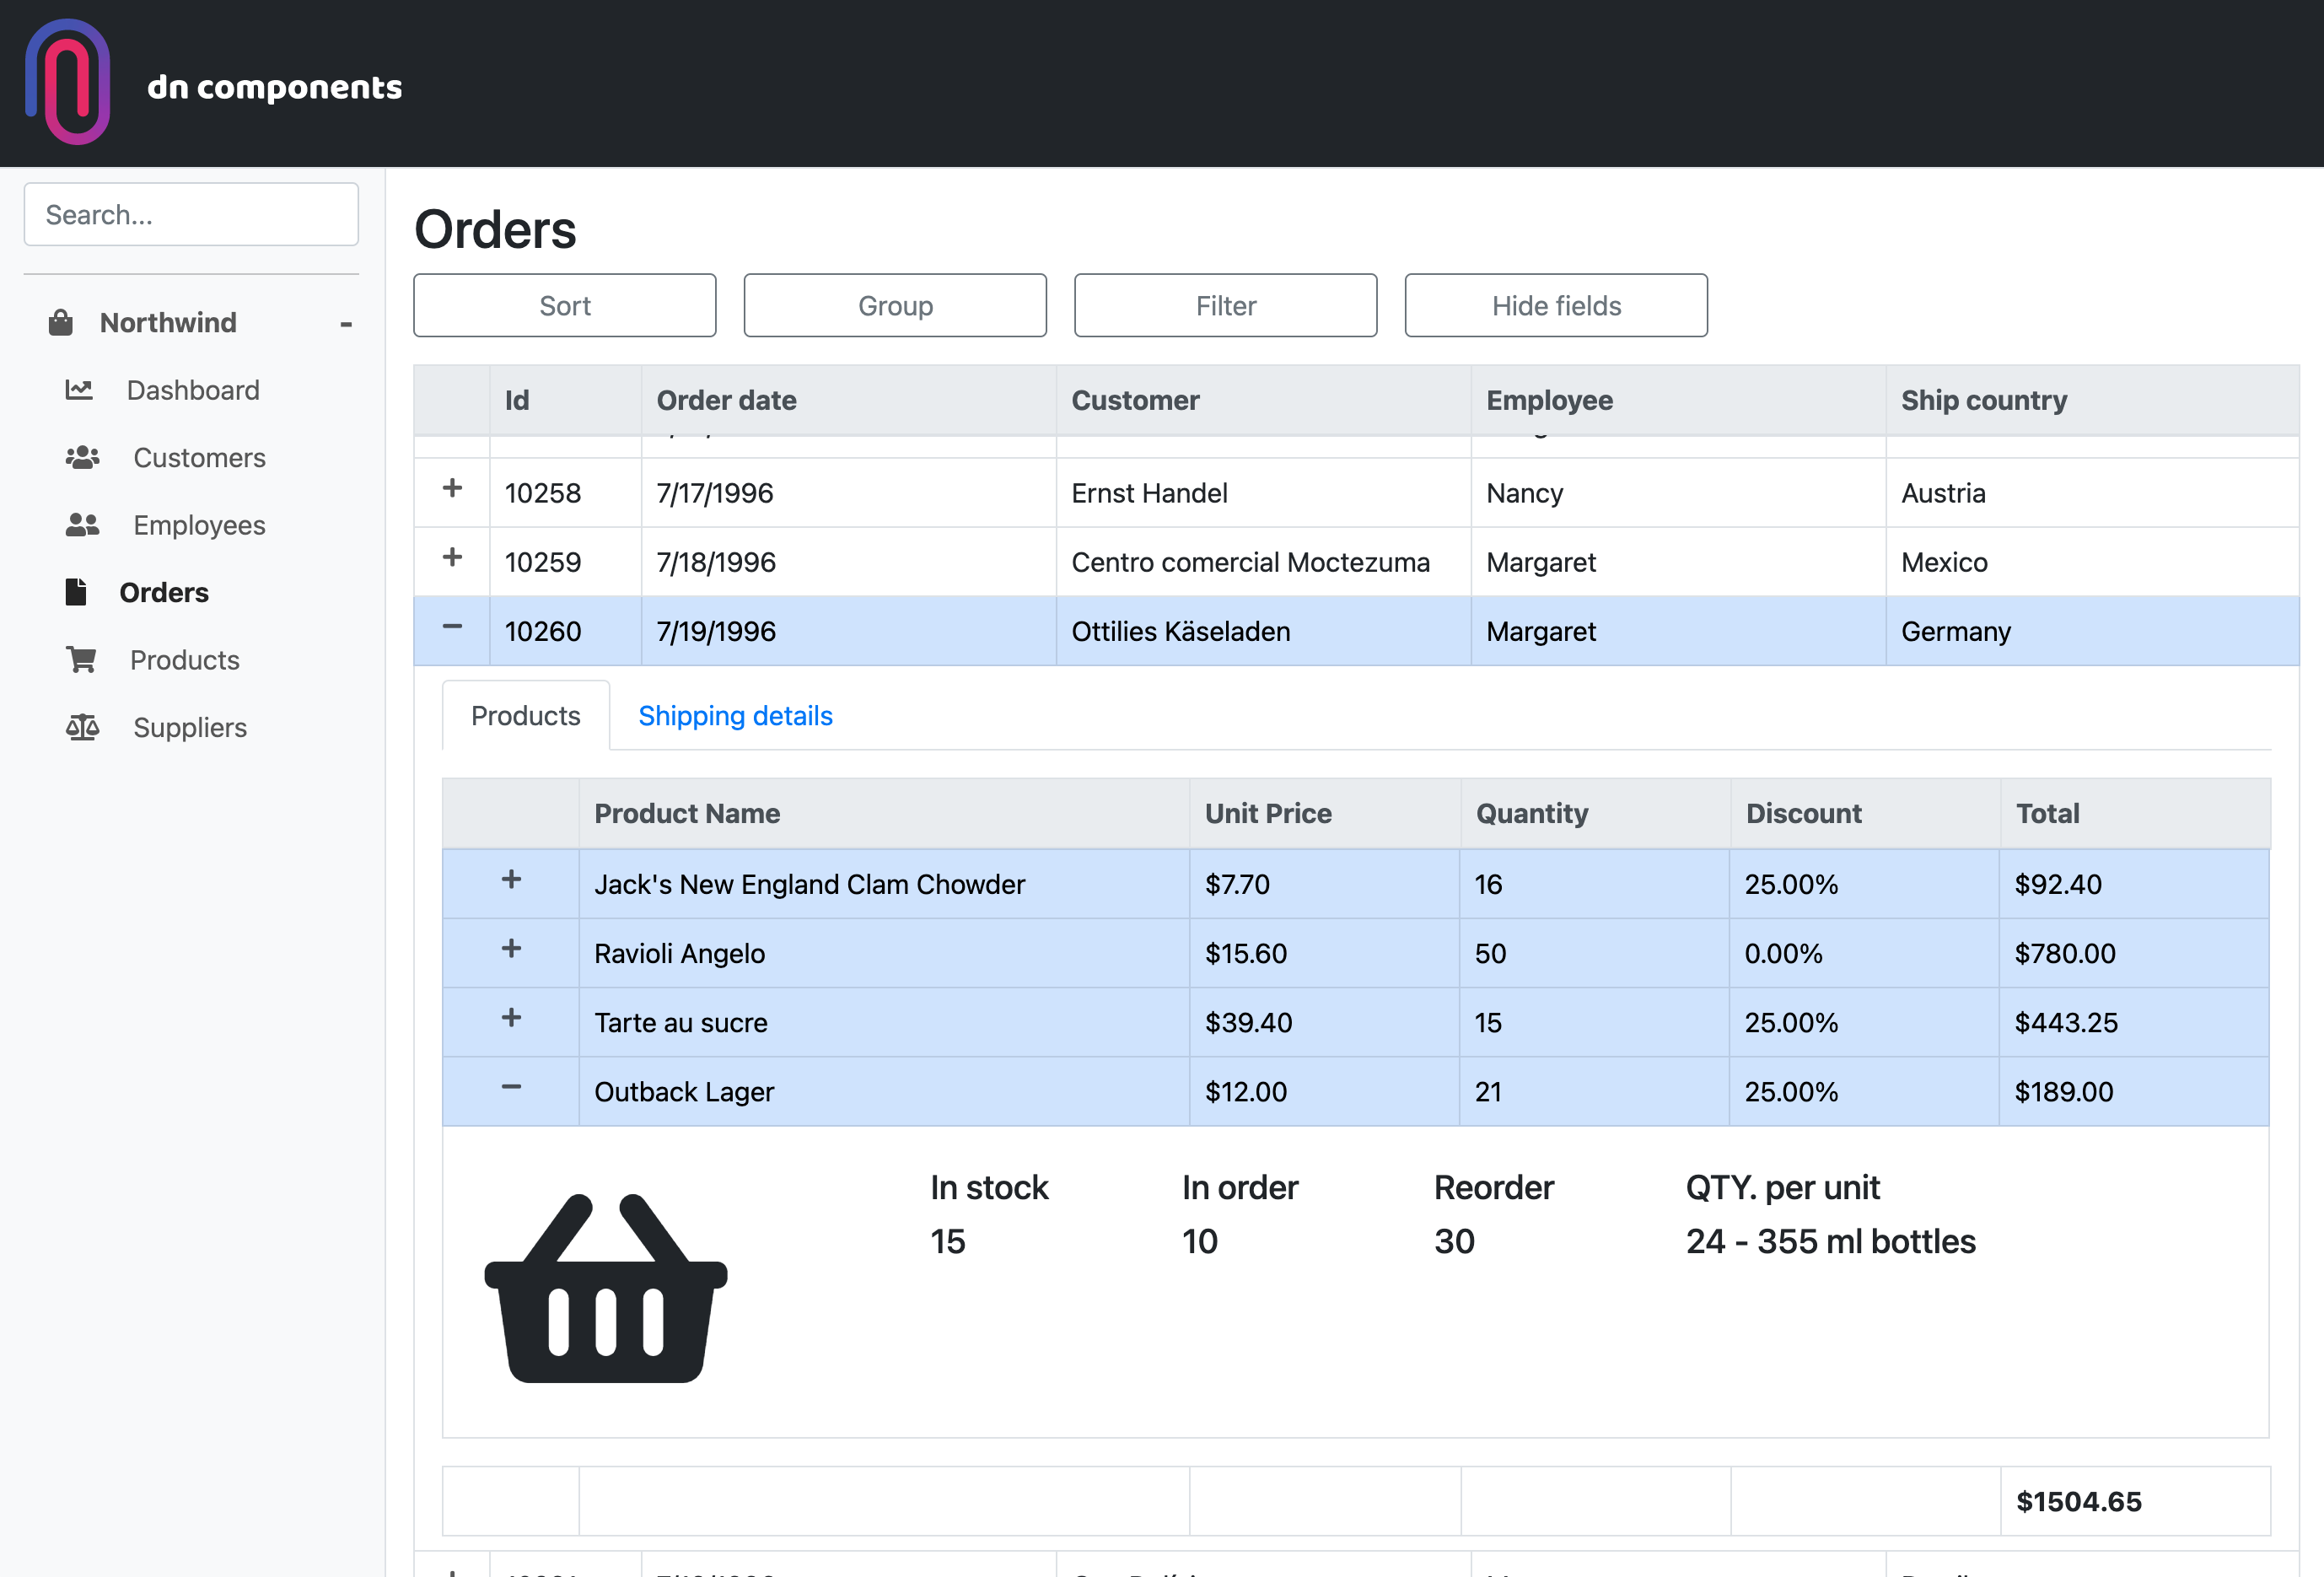 dn components
Search...
Orders
Sort Group Filter Hide fields
Northwind -
Dashboard
Customers
Employees
Orders
Products
Suppliers
Id Order date Customer Employee Ship country
+ 10258 7/17/1996 Ernst Handel Nancy Austria
+ 10259 7/18/1996 Centro comercial Moctezuma Margaret Mexico
− 10260 7/19/1996 Ottilies Käseladen Margaret Germany
Products Shipping details
Product Name Unit Price Quantity Discount Total
+ Jack's New England Clam Chowder $7.70 16 25.00% $92.40
+ Ravioli Angelo $15.60 50 0.00% $780.00
+ Tarte au sucre $39.40 15 25.00% $443.25
− Outback Lager $12.00 21 25.00% $189.00
In stock In order Reorder QTY. per unit
15 10 30 24 - 355 ml bottles
$1504.65